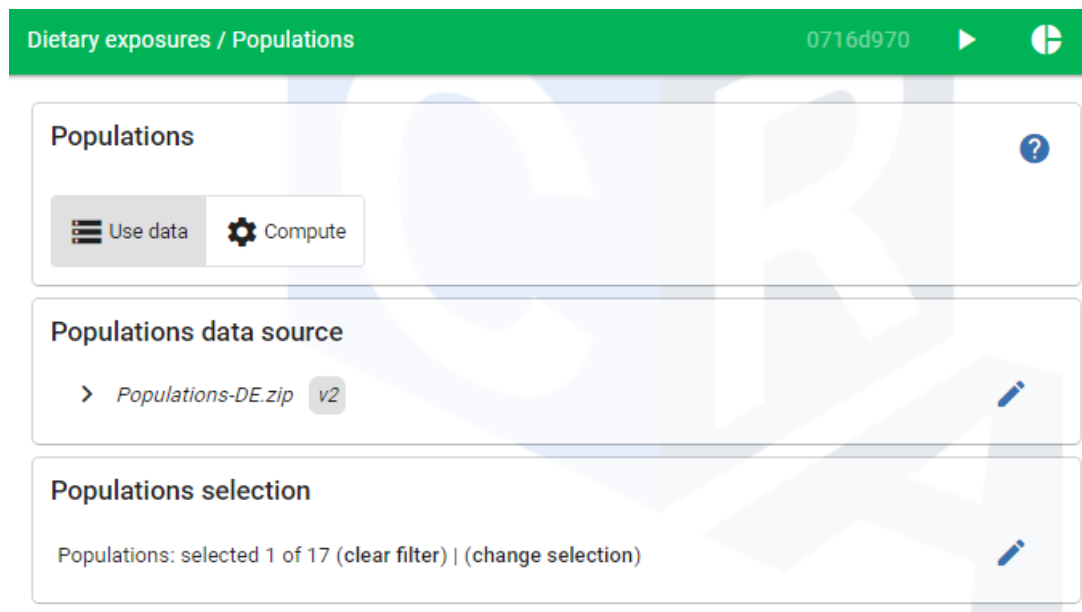 Dietary exposures / Populations 0716d970
Populations
?
Use data Compute
Populations data source
Populations-DE.zip v2
Populations selection
Populations: selected 1 of 17 (clear filter) | (change selection)
CRA